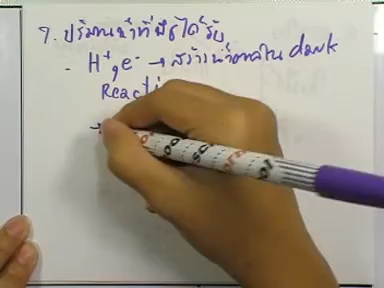 7. ปริมาณน้ำที่พืชได้รับ
- H⁺, e⁻ → สร้างน้ำตาลใน dark
Reacti
→